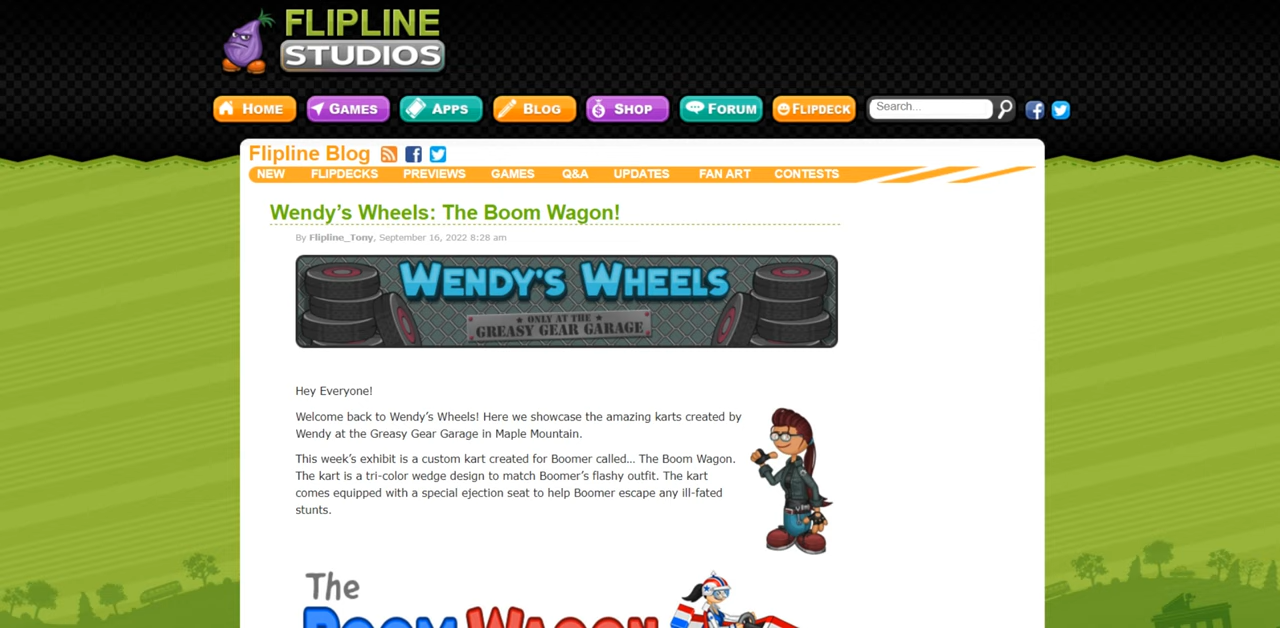 FLIPLINE
STUDIOS
HOME GAMES APPS BLOG SHOP FORUM FLIPDECK Search...
Flipline Blog
NEW FLIPDECKS PREVIEWS GAMES Q&A UPDATES FAN ART CONTESTS
Wendy’s Wheels: The Boom Wagon!
By Flipline_Tony, September 16, 2022 8:28 am
WENDY'S WHEELS
ONLY AT THE
GREASY GEAR GARAGE
Hey Everyone!
Welcome back to Wendy’s Wheels! Here we showcase the amazing karts created by
Wendy at the Greasy Gear Garage in Maple Mountain.
This week’s exhibit is a custom kart created for Boomer called… The Boom Wagon.
The kart is a tri-color wedge design to match Boomer’s flashy outfit. The kart
comes equipped with a special ejection seat to help Boomer escape any ill-fated
stunts.
The
BOOM WAGON